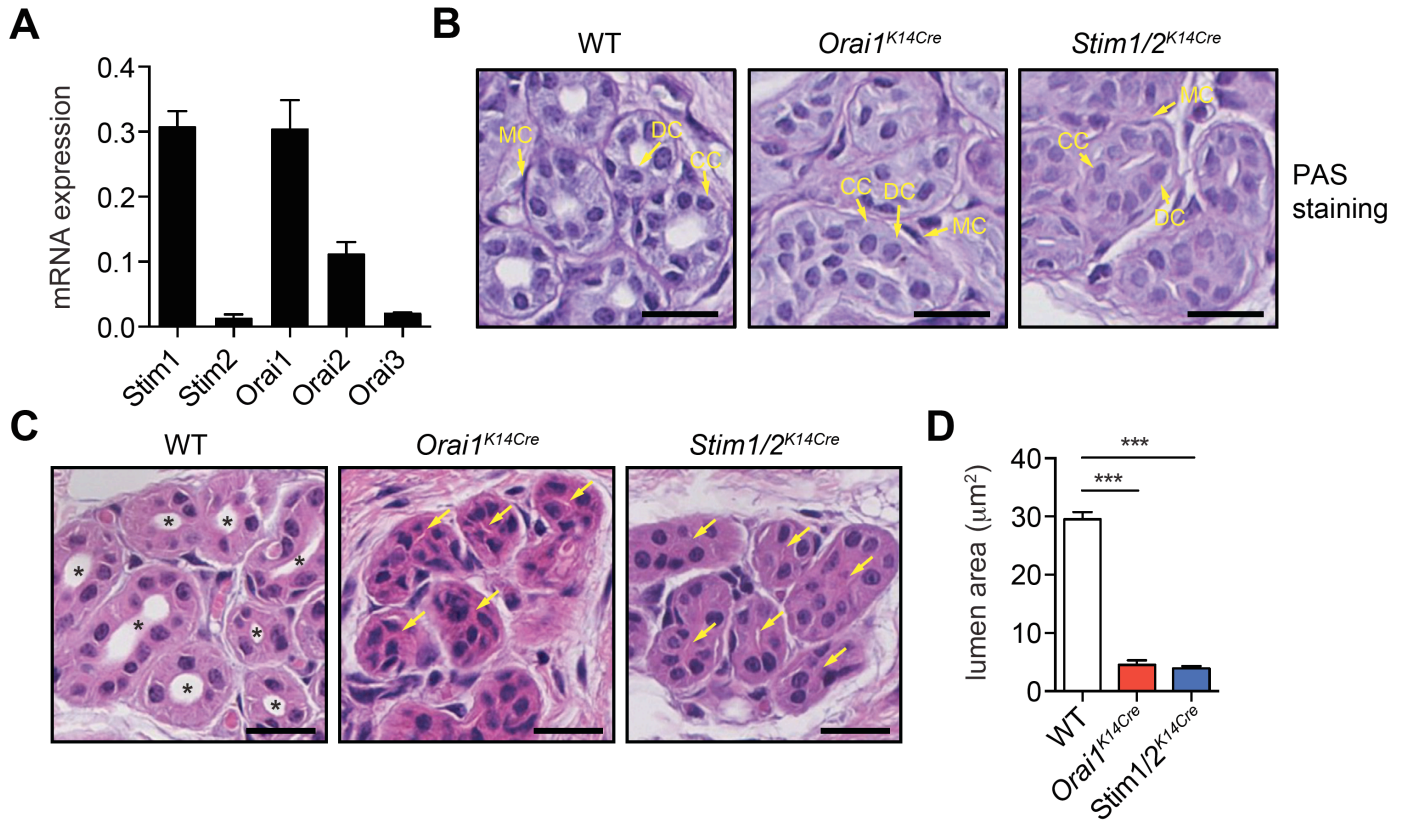 A
mRNA expression
0.4
0.3
0.2
0.1
0.0
Stim1
Stim2
Orai1
Orai2
Orai3
B
WT
Orai1K14Cre
Stim1/2K14Cre
MC
DC
CC
CC
DC
MC
MC
CC
DC
PAS
staining
C
WT
Orai1K14Cre
Stim1/2K14Cre
*
*
*
*
*
*
*
*
D
lumen area (μm2)
40
30
20
10
0
***
***
WT
Orai1K14Cre
Stim1/2K14Cre